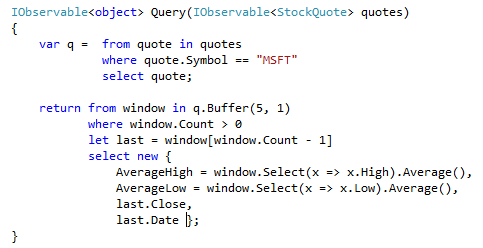 IObservable<object> Query(IObservable<StockQuote> quotes)
{
    var q =  from quote in quotes
             where quote.Symbol == "MSFT"
             select quote;

    return from window in q.Buffer(5, 1)
           where window.Count > 0
           let last = window[window.Count - 1]
           select new {
               AverageHigh = window.Select(x => x.High).Average(),
               AverageLow = window.Select(x => x.Low).Average(),
               last.Close,
               last.Date };
}